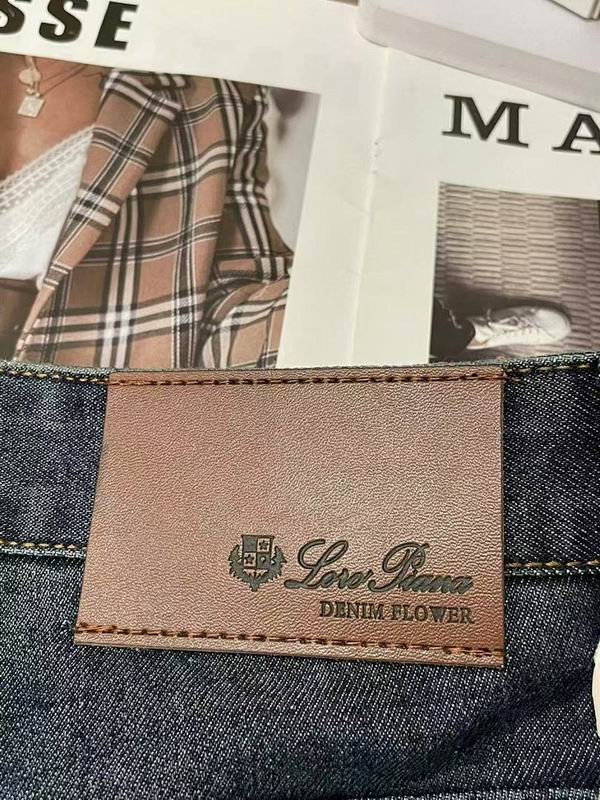 SSE
MA
Loro Piana
DENIM FLOWER